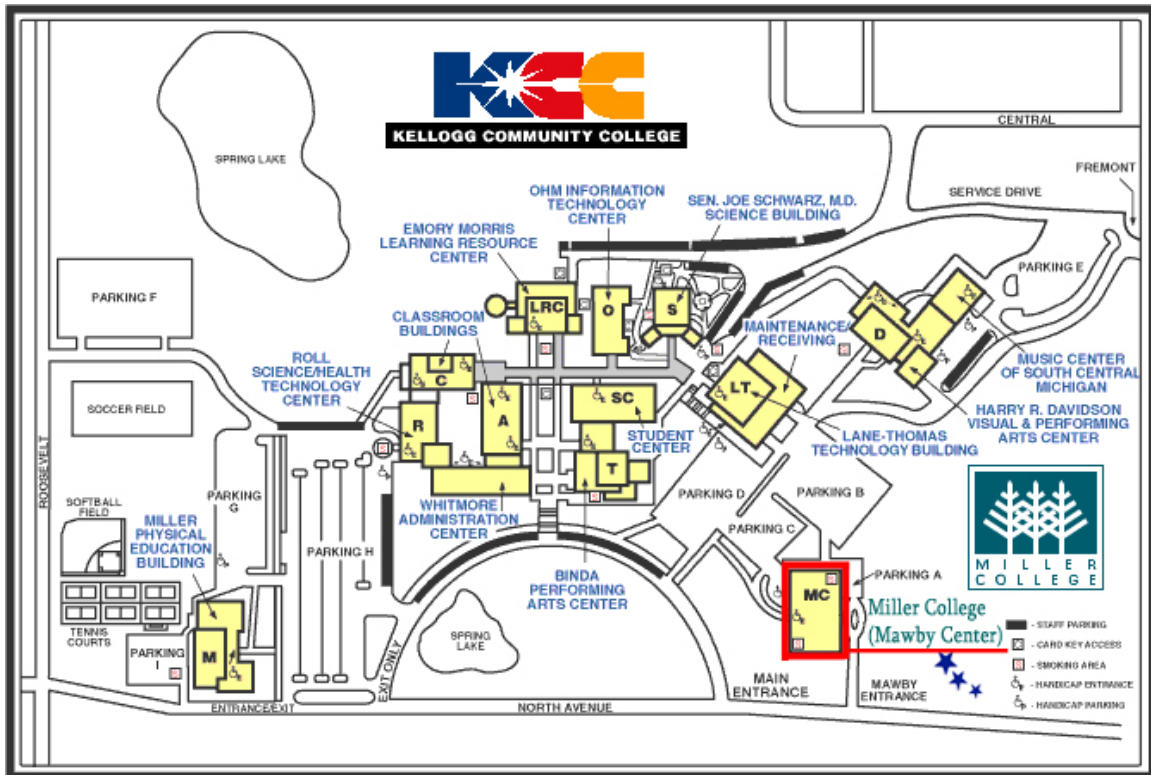 KCC
KELLOGG COMMUNITY COLLEGE
CENTRAL
FREMONT
SPRING LAKE
SERVICE DRIVE
OHM INFORMATION
TECHNOLOGY
CENTER
SEN. JOE SCHWARZ, M.D.
SCIENCE BUILDING
EMORY MORRIS
LEARNING RESOURCE
CENTER
PARKING E
PARKING F
LRC
O
S
CLASSROOM
BUILDINGS
MAINTENANCE/
RECEIVING
D
ROLL
SCIENCE/HEALTH
TECHNOLOGY
CENTER
C
LT
MUSIC CENTER
OF SOUTH CENTRAL
MICHIGAN
SOCCER FIELD
R
A
SC
STUDENT
CENTER
HARRY R. DAVIDSON
VISUAL & PERFORMING
ARTS CENTER
LANE-THOMAS
TECHNOLOGY BUILDING
T
ROOSEVELT
SOFTBALL
FIELD
PARKING
G
WHITMORE
ADMINISTRATION
CENTER
PARKING D
PARKING B
PARKING C
MILLER
PHYSICAL
EDUCATION
BUILDING
PARKING H
BINDA
PERFORMING
ARTS CENTER
PARKING A
MILLER
COLLEGE
MC
Miller College
(Mawby Center)
TENNIS
COURTS
PARKING
I
M
SPRING
LAKE
EXIT ONLY
MAIN
ENTRANCE
MAWBY
ENTRANCE
- STAFF PARKING
- CARD KEY ACCESS
- SMOKING AREA
- HANDICAP ENTRANCE
- HANDICAP PARKING
ENTRANCE/EXIT
NORTH AVENUE